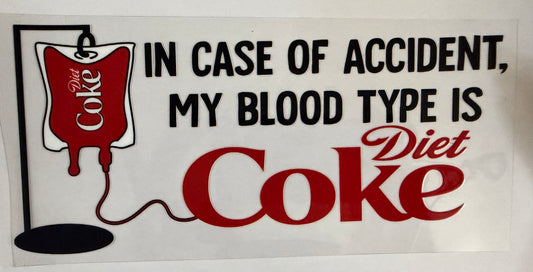 Diet
Coke
IN CASE OF ACCIDENT,
MY BLOOD TYPE IS
Diet
Coke